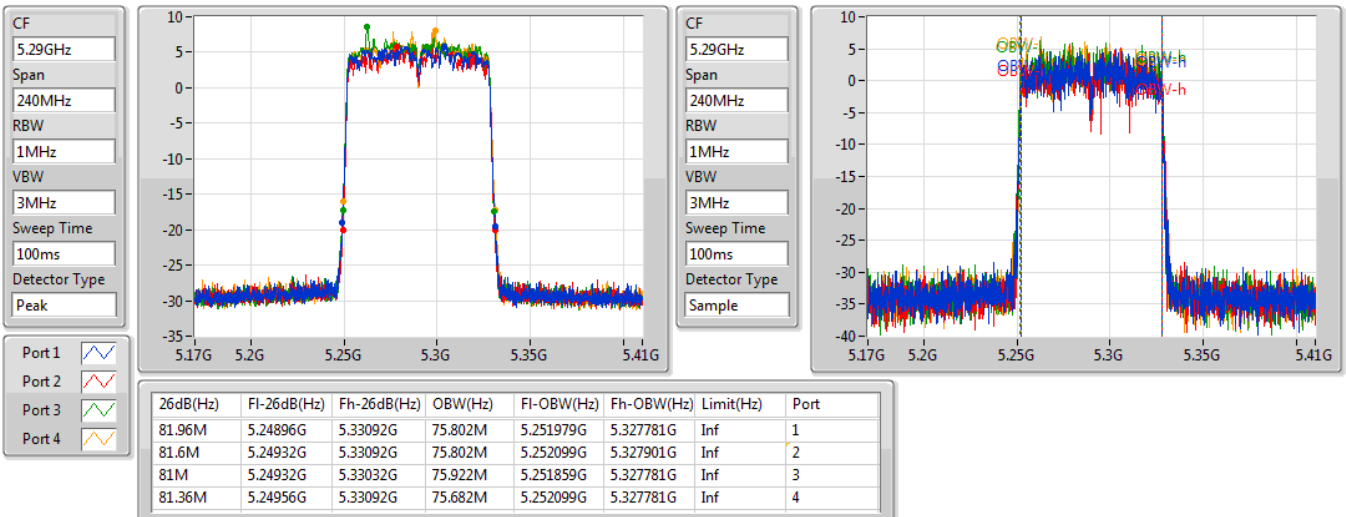 CF
5.29GHz
Span
240MHz
RBW
1MHz
VBW
3MHz
Sweep Time
100ms
Detector Type
Peak
10
5
0
-5
-10
-15
-20
-25
-30
-35
5.17G 5.2G 5.25G 5.3G 5.35G 5.41G
CF
5.29GHz
Span
240MHz
RBW
1MHz
VBW
3MHz
Sweep Time
100ms
Detector Type
Sample
10
5
0
-5
-10
-15
-20
-25
-30
-35
-40
OBW-h
OBW-h
5.17G 5.2G 5.25G 5.3G 5.35G 5.41G
Port 1
Port 2
Port 3
Port 4
26dB(Hz) Fl-26dB(Hz) Fh-26dB(Hz) OBW(Hz) Fl-OBW(Hz) Fh-OBW(Hz) Limit(Hz) Port
81.96M 5.24896G 5.33092G 75.802M 5.251979G 5.327781G Inf 1
81.6M 5.24932G 5.33092G 75.802M 5.252099G 5.327901G Inf 2
81M 5.24932G 5.33032G 75.922M 5.251859G 5.327781G Inf 3
81.36M 5.24956G 5.33092G 75.682M 5.252099G 5.327781G Inf 4